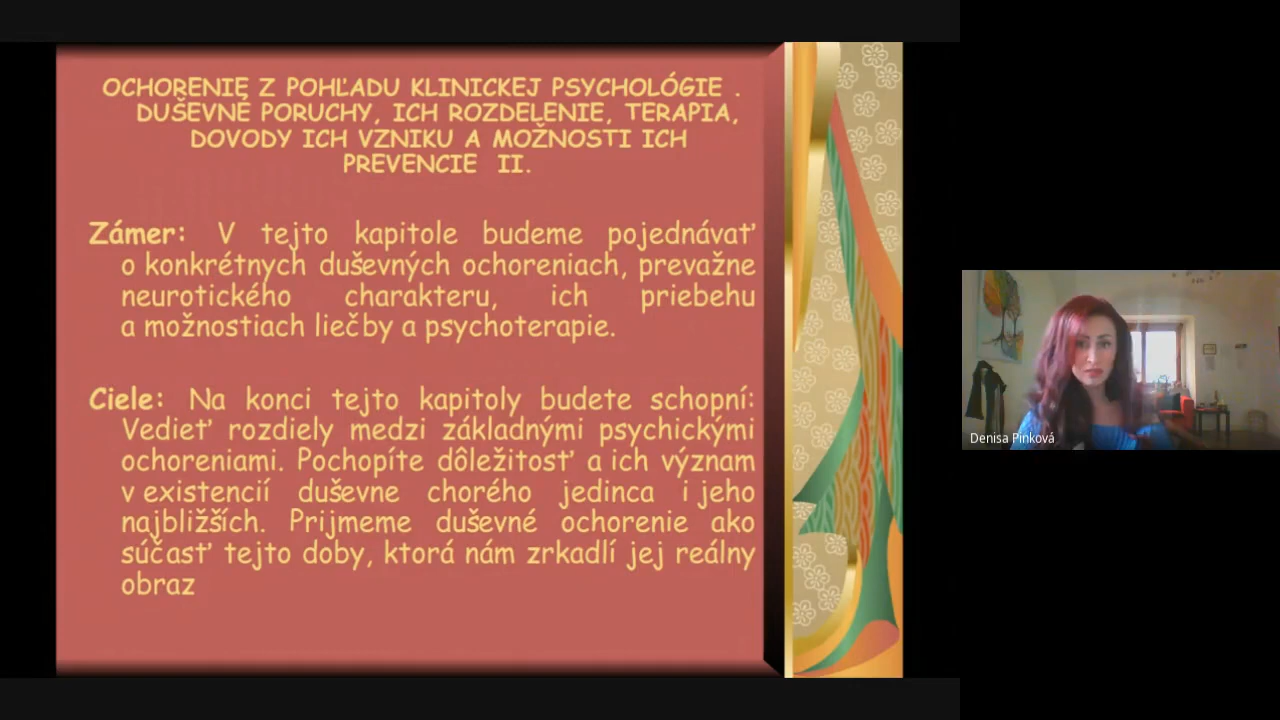 OCHORENIE Z POHĽADU KLINICKEJ PSYCHOLÓGIE .
DUŠEVNÉ PORUCHY, ICH ROZDELENIE, TERAPIA,
DOVODY ICH VZNIKU A MOŽNOSTI ICH
PREVENCIE II.
Zámer: V tejto kapitole budeme pojednávať
o konkrétnych duševných ochoreniach, prevažne
neurotického charakteru, ich priebehu
a možnostiach liečby a psychoterapie.
Ciele: Na konci tejto kapitoly budete schopní:
Vedieť rozdiely medzi základnými psychickými
ochoreniami. Pochopíte dôležitosť a ich význam
v existencií duševne chorého jedinca i jeho
najbližších. Prijmeme duševné ochorenie ako
súčasť tejto doby, ktorá nám zrkadlí jej reálny
obraz
Denisa Pinková